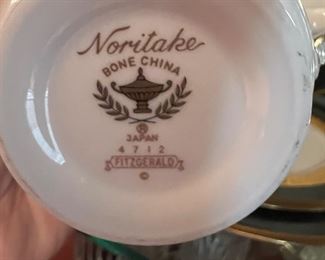 Noritake
BONE CHINA
®
JAPAN
4712
FITZGERALD
©